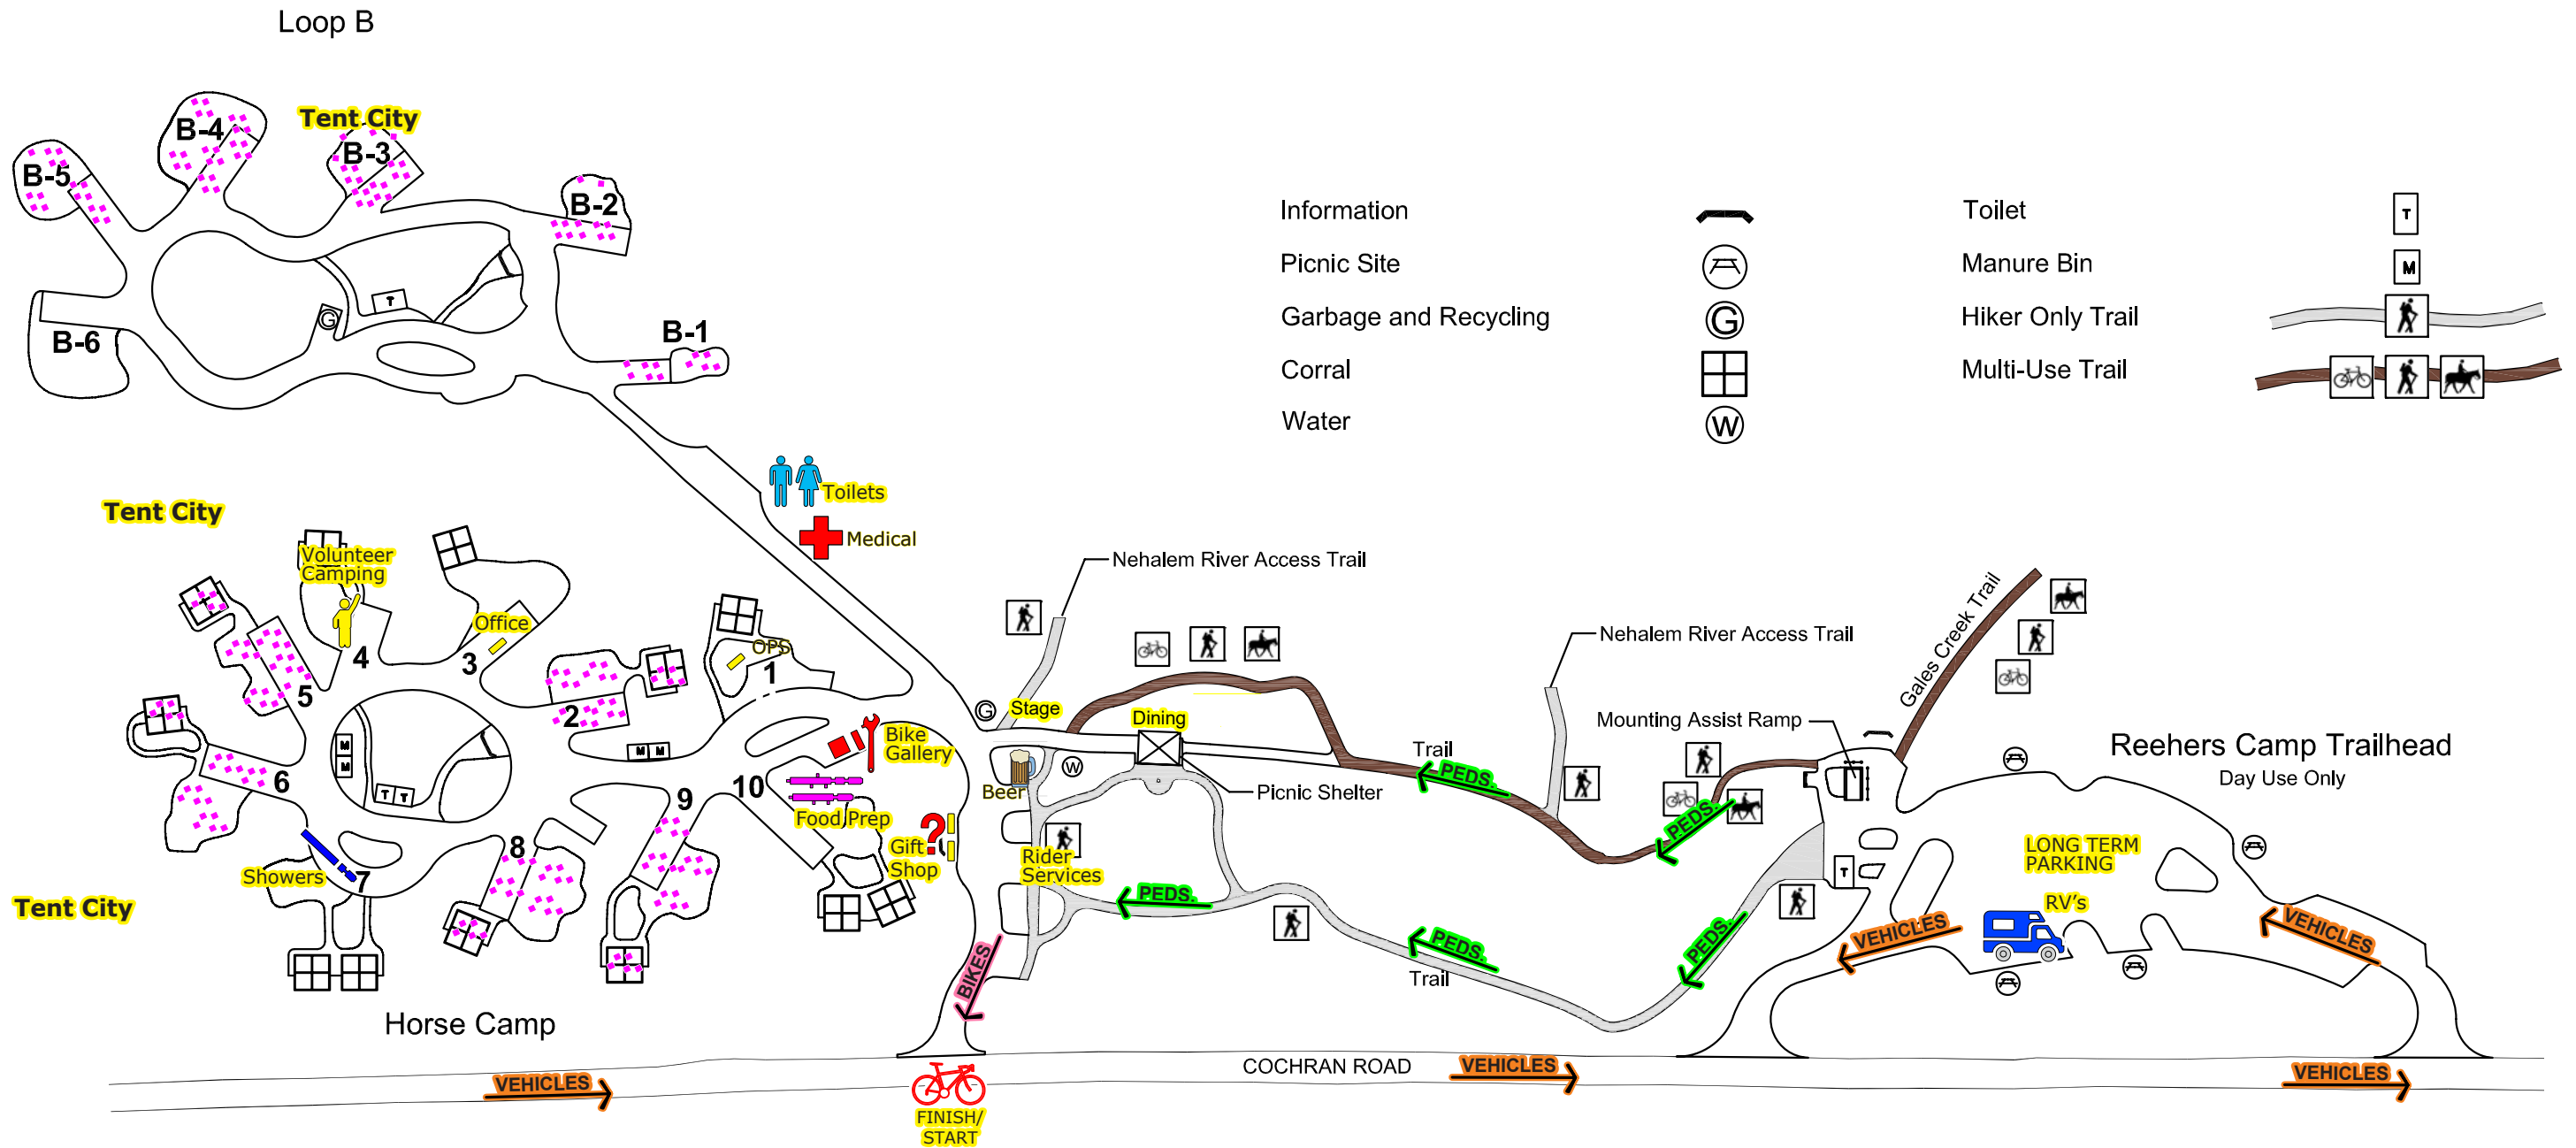 Loop B
Tent City
B-4
B-3
B-5
B-2
B-6
B-1
T
G
Information
Toilet
T
Picnic Site
Manure Bin
M
Garbage and Recycling
G
Hiker Only Trail
Corral
Multi-Use Trail
Water
W
Toilets
Medical
Tent City
Volunteer
Camping
Office
OPS
1
2
3
4
5
6
7
8
9
10
M
M
M M
T T
Showers
Tent City
Horse Camp
Bike
Gallery
Food Prep
?
Gift
Shop
Nehalem River Access Trail
G
Stage
Dining
W
Beer
Picnic Shelter
Rider
Services
Trail
PEDS.
PEDS.
PEDS.
PEDS.
PEDS.
Trail
Nehalem River Access Trail
Gales Creek Trail
Mounting Assist Ramp
T
Reehers Camp Trailhead
Day Use Only
LONG TERM
PARKING
RV's
VEHICLES
VEHICLES
BIKES
COCHRAN ROAD
VEHICLES
VEHICLES
VEHICLES
FINISH/
START